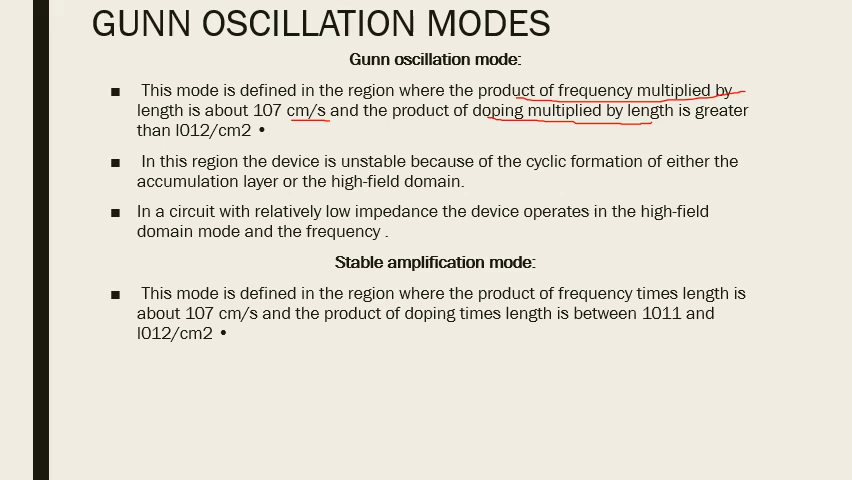 GUNN OSCILLATION MODES
Gunn oscillation mode:
■ This mode is defined in the region where the product of frequency multiplied by
length is about 107 cm/s and the product of doping multiplied by length is greater
than l012/cm2 •
■ In this region the device is unstable because of the cyclic formation of either the
accumulation layer or the high-field domain.
■ In a circuit with relatively low impedance the device operates in the high-field
domain mode and the frequency .
Stable amplification mode:
■ This mode is defined in the region where the product of frequency times length is
about 107 cm/s and the product of doping times length is between 1011 and
l012/cm2 •